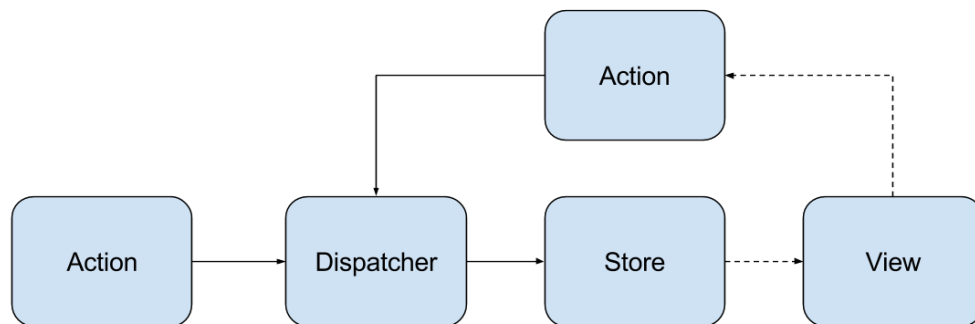 Action
Action
Dispatcher
Store
View